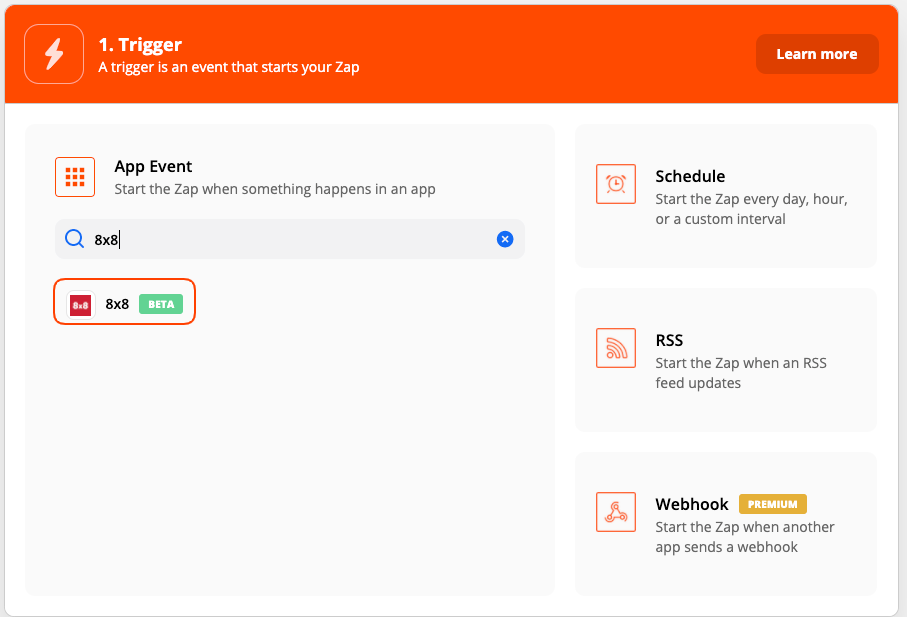 1. Trigger
A trigger is an event that starts your Zap
Learn more
App Event
Start the Zap when something happens in an app
8x8
8x8 8x8 BETA
Schedule
Start the Zap every day, hour,
or a custom interval
RSS
Start the Zap when an RSS
feed updates
Webhook PREMIUM
Start the Zap when another
app sends a webhook